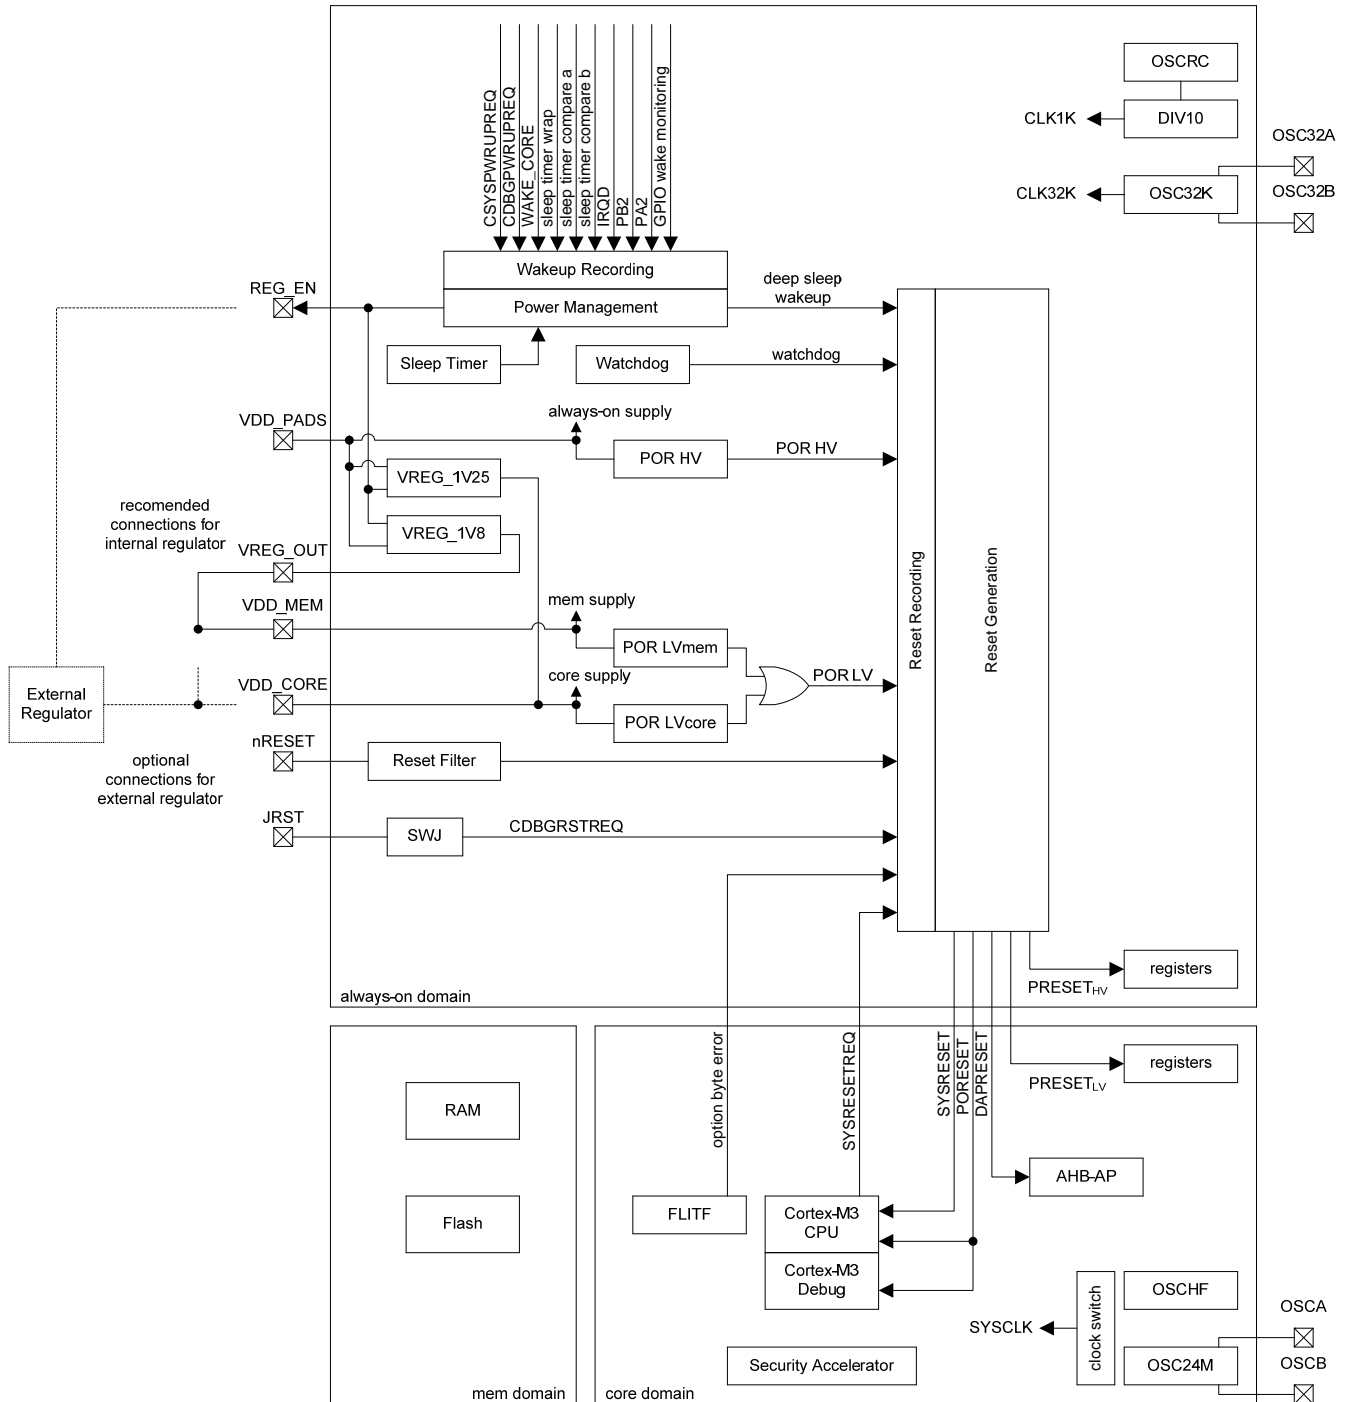 CSYSPWRUPREQ
CDBGPWRUPREQ
WAKE_CORE
sleep timer wrap
sleep timer compare a
sleep timer compare b
IRQD
PB2
PA2
GPIO wake monitoring
OSCRC
CLK1K
DIV10
OSC32A
CLK32K
OSC32K
OSC32B
Wakeup Recording
Power Management
deep sleep
wakeup
REG_EN
Sleep Timer
Watchdog
watchdog
VDD_PADS
always-on supply
POR HV
POR HV
VREG_1V25
VREG_1V8
recomended
connections for
internal regulator
VREG_OUT
VDD_MEM
mem supply
POR LVmem
Reset Recording
Reset Generation
External
Regulator
VDD_CORE
core supply
POR LVcore
POR LV
nRESET
Reset Filter
optional
connections for
external regulator
JRST
SWJ
CDBGRSTREQ
registers
PRESETHV
always-on domain
option byte error
SYSRESETREQ
SYSRESET
PORESET
DAPRESET
registers
PRESETLV
RAM
AHB-AP
Flash
FLITF
Cortex-M3
CPU
Cortex-M3
Debug
SYSCLK
clock switch
OSCHF
OSCA
Security Accelerator
OSC24M
OSCB
mem domain
core domain